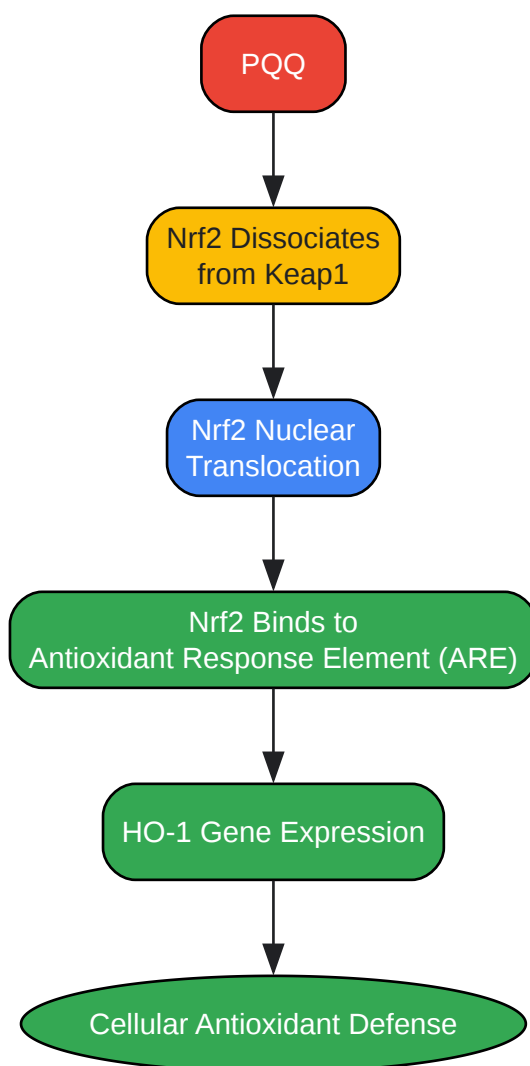 PQQ
Nrf2 Dissociates
from Keap1
Nrf2 Nuclear
Translocation
Nrf2 Binds to
Antioxidant Response Element (ARE)
HO-1 Gene Expression
Cellular Antioxidant Defense